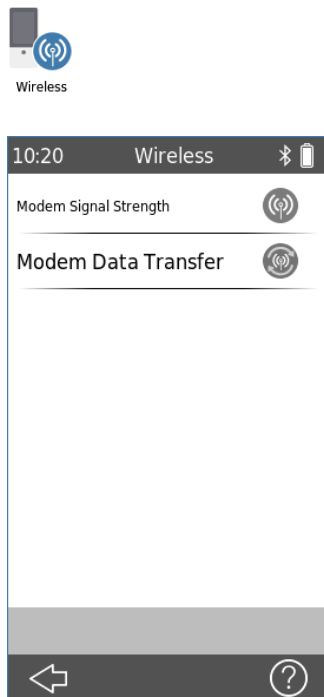 Wireless
10:20 Wireless
Modem Signal Strength
Modem Data Transfer
?